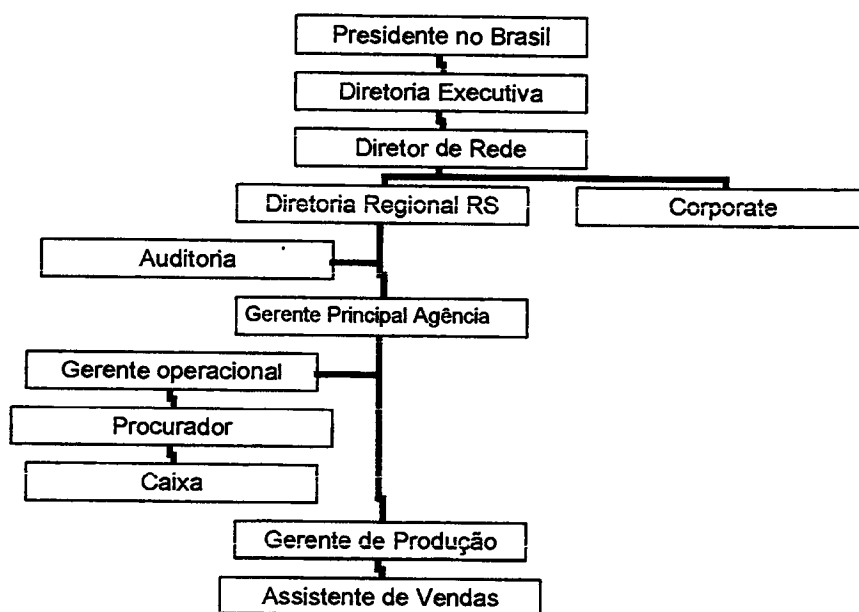 Presidente no Brasil
Diretoria Executiva
Diretor de Rede
Diretoria Regional RS
Corporate
Auditoria
Gerente Principal Agência
Gerente operacional
Procurador
Caixa
Gerente de Produção
Assistente de Vendas